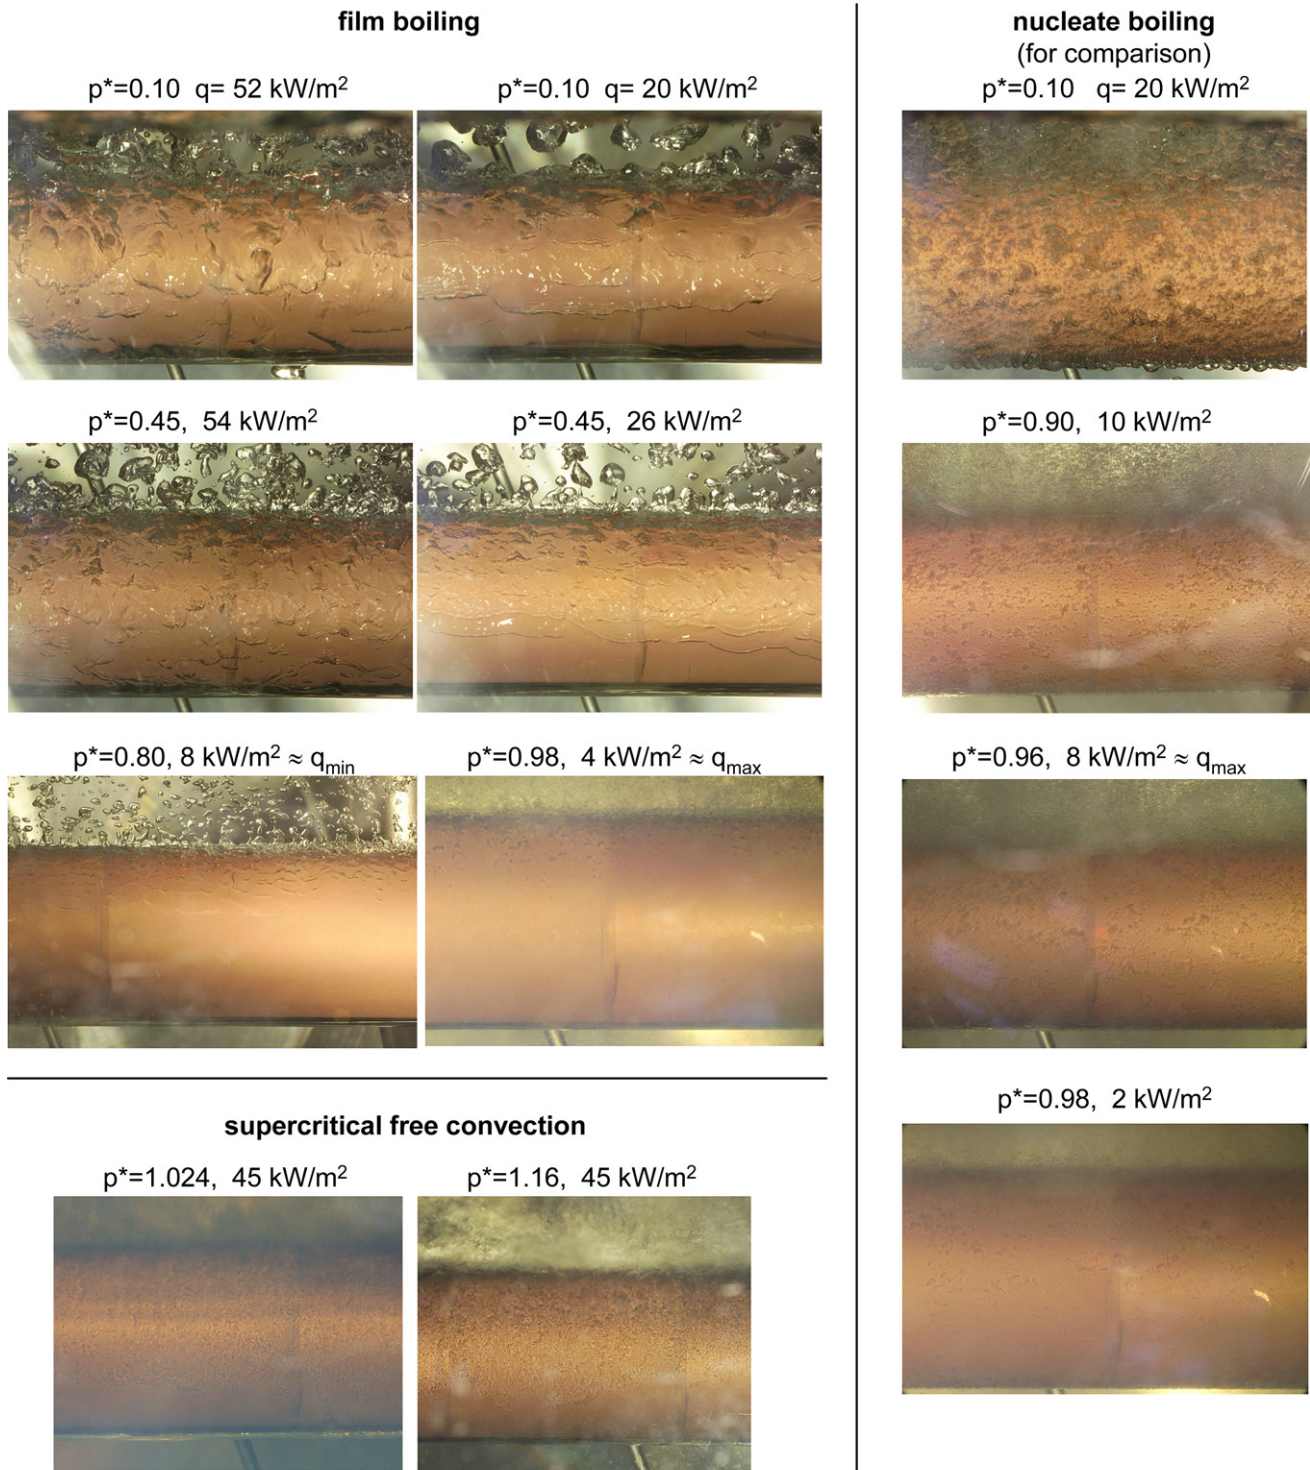 film boiling
p*=0.10 q= 52 kW/m²
p*=0.10 q= 20 kW/m²
p*=0.45, 54 kW/m²
p*=0.45, 26 kW/m²
p*=0.80, 8 kW/m² ≈ qmin
p*=0.98, 4 kW/m² ≈ qmax
supercritical free convection
p*=1.024, 45 kW/m²
p*=1.16, 45 kW/m²
nucleate boiling
(for comparison)
p*=0.10 q= 20 kW/m²
p*=0.90, 10 kW/m²
p*=0.96, 8 kW/m² ≈ qmax
p*=0.98, 2 kW/m²